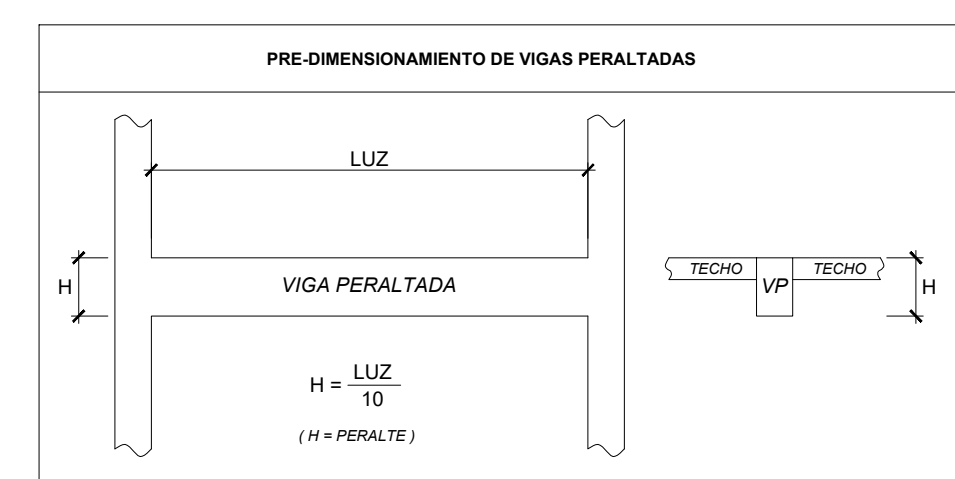 PRE-DIMENSIONAMIENTO DE VIGAS PERALTADAS
LUZ
H
VIGA PERALTADA
TECHO
VP
TECHO
H
H = LUZ
10
( H = PERALTE )